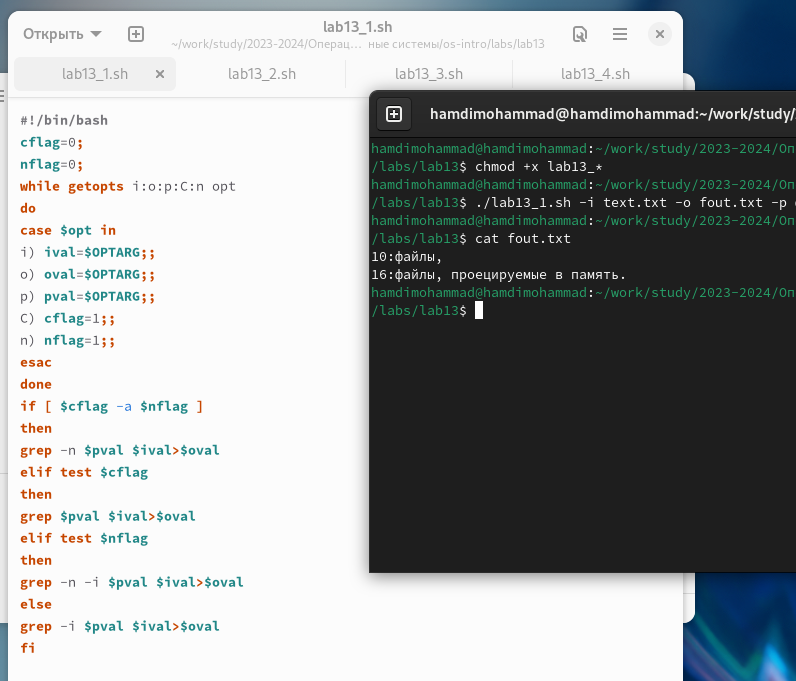 Открыть
lab13_1.sh
~/work/study/2023-2024/Операц… ные системы/os-intro/labs/lab13
lab13_1.sh
lab13_2.sh
lab13_3.sh
lab13_4.sh
#!/bin/bash
cflag=0;
nflag=0;
while getopts i:o:p:C:n opt
do
case $opt in
i) ival=$OPTARG;;
o) oval=$OPTARG;;
p) pval=$OPTARG;;
C) cflag=1;;
n) nflag=1;;
esac
done
if [ $cflag -a $nflag ]
then
grep -n $pval $ival>$oval
elif test $cflag
then
grep $pval $ival>$oval
elif test $nflag
then
grep -n -i $pval $ival>$oval
else
grep -i $pval $ival>$oval
fi
hamdimohammad@hamdimohammad:~/work/study/
hamdimohammad@hamdimohammad:~/work/study/2023-2024/Оп
/labs/lab13$ chmod +x lab13_*
hamdimohammad@hamdimohammad:~/work/study/2023-2024/Оп
/labs/lab13$ ./lab13_1.sh -i text.txt -o fout.txt -p
hamdimohammad@hamdimohammad:~/work/study/2023-2024/Оп
/labs/lab13$ cat fout.txt
10:файлы,
16:файлы, проецируемые в память.
hamdimohammad@hamdimohammad:~/work/study/2023-2024/Оп
/labs/lab13$